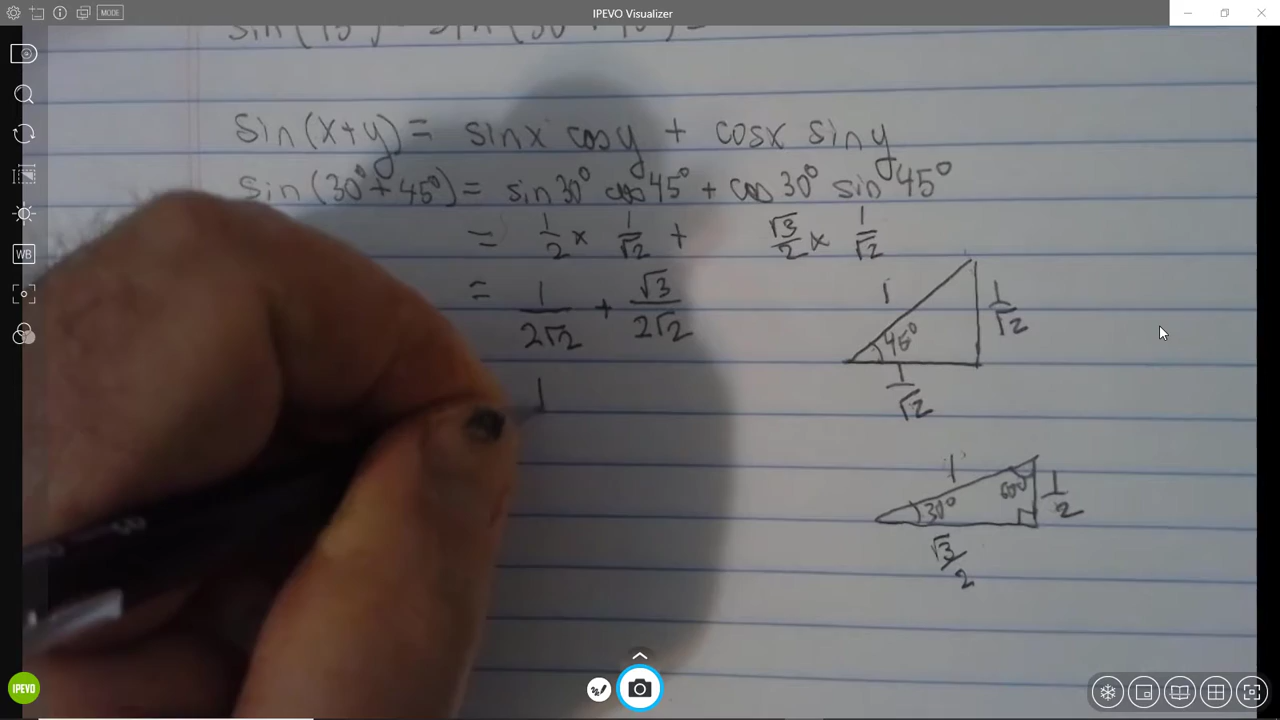 IPEVO Visualizer
MODE
sin(x+y) = sinx cosy + cosx siny
sin(30°+45°) = sin30° cos45° + cos30° sin45°
= 1/2 x 1/√2 + √3/2 x 1/√2
= 1/2√2 + √3/2√2
1
1
45°
1/√2
1/√2
1
30°
60°
1/2
√3/2
WB
IPEVO